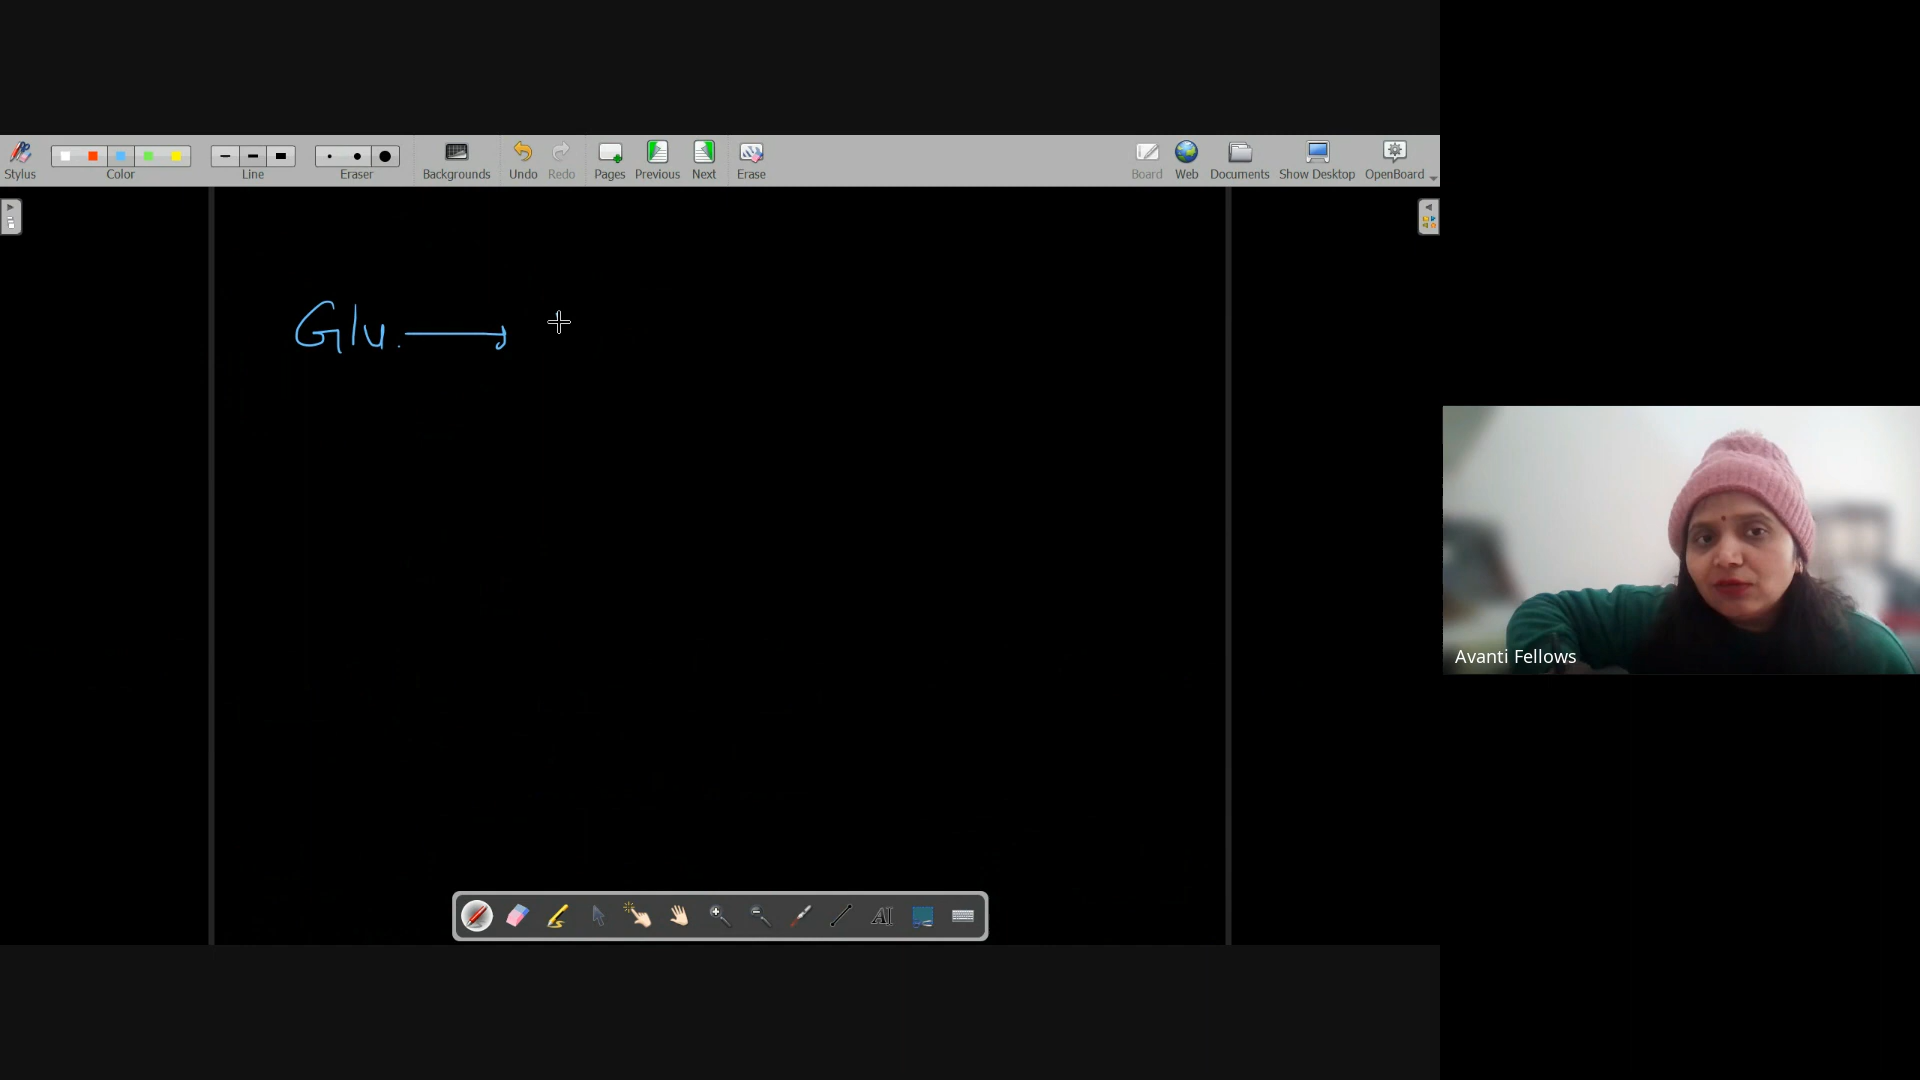 Stylus Color Line Eraser Backgrounds Undo Redo Pages Previous Next Erase Board Web Documents Show Desktop OpenBoard
Glu. →
AI
Avanti Fellows